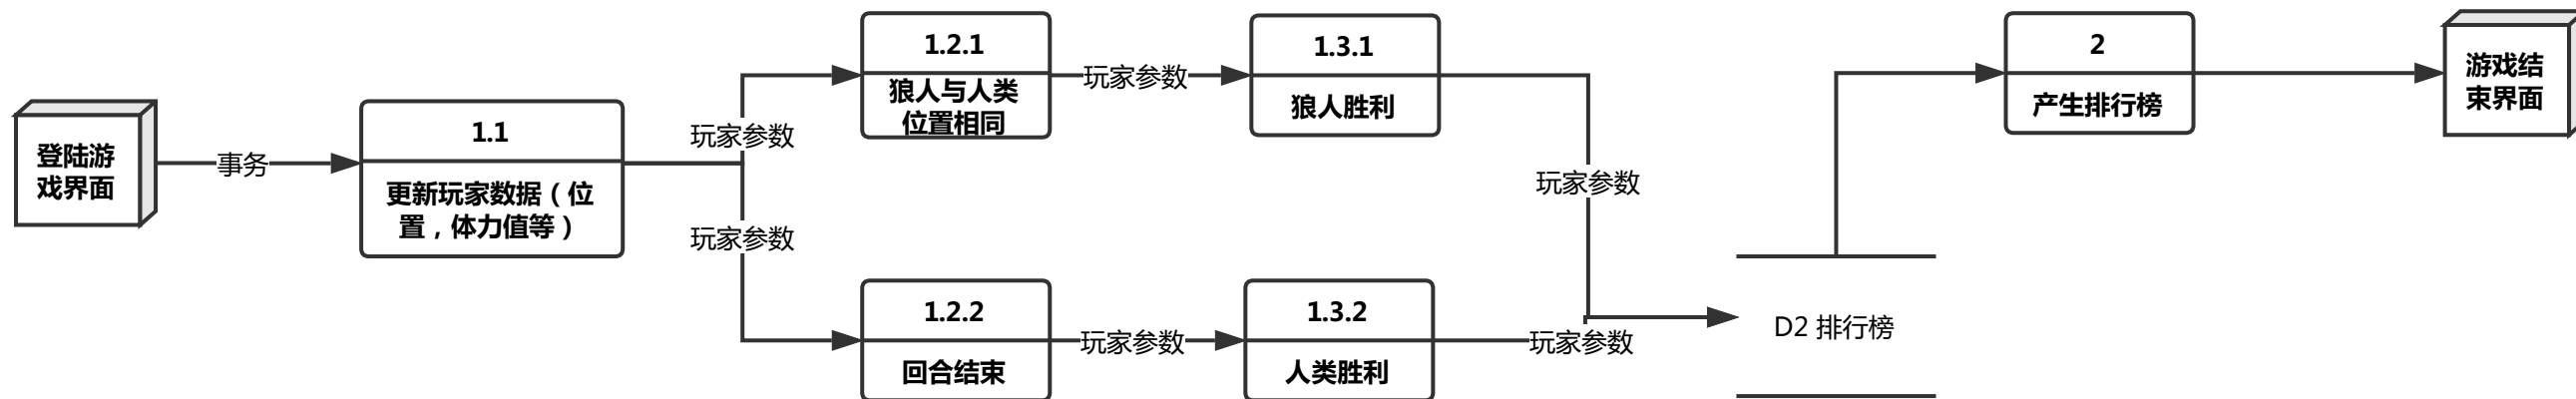 登陆游
戏界面
事务
1.1
更新玩家数据（位
置，体力值等）
玩家参数
玩家参数
1.2.1
狼人与人类
位置相同
玩家参数
1.3.1
狼人胜利
玩家参数
1.2.2
回合结束
玩家参数
1.3.2
人类胜利
玩家参数
D2 排行榜
2
产生排行榜
游戏结
束界面